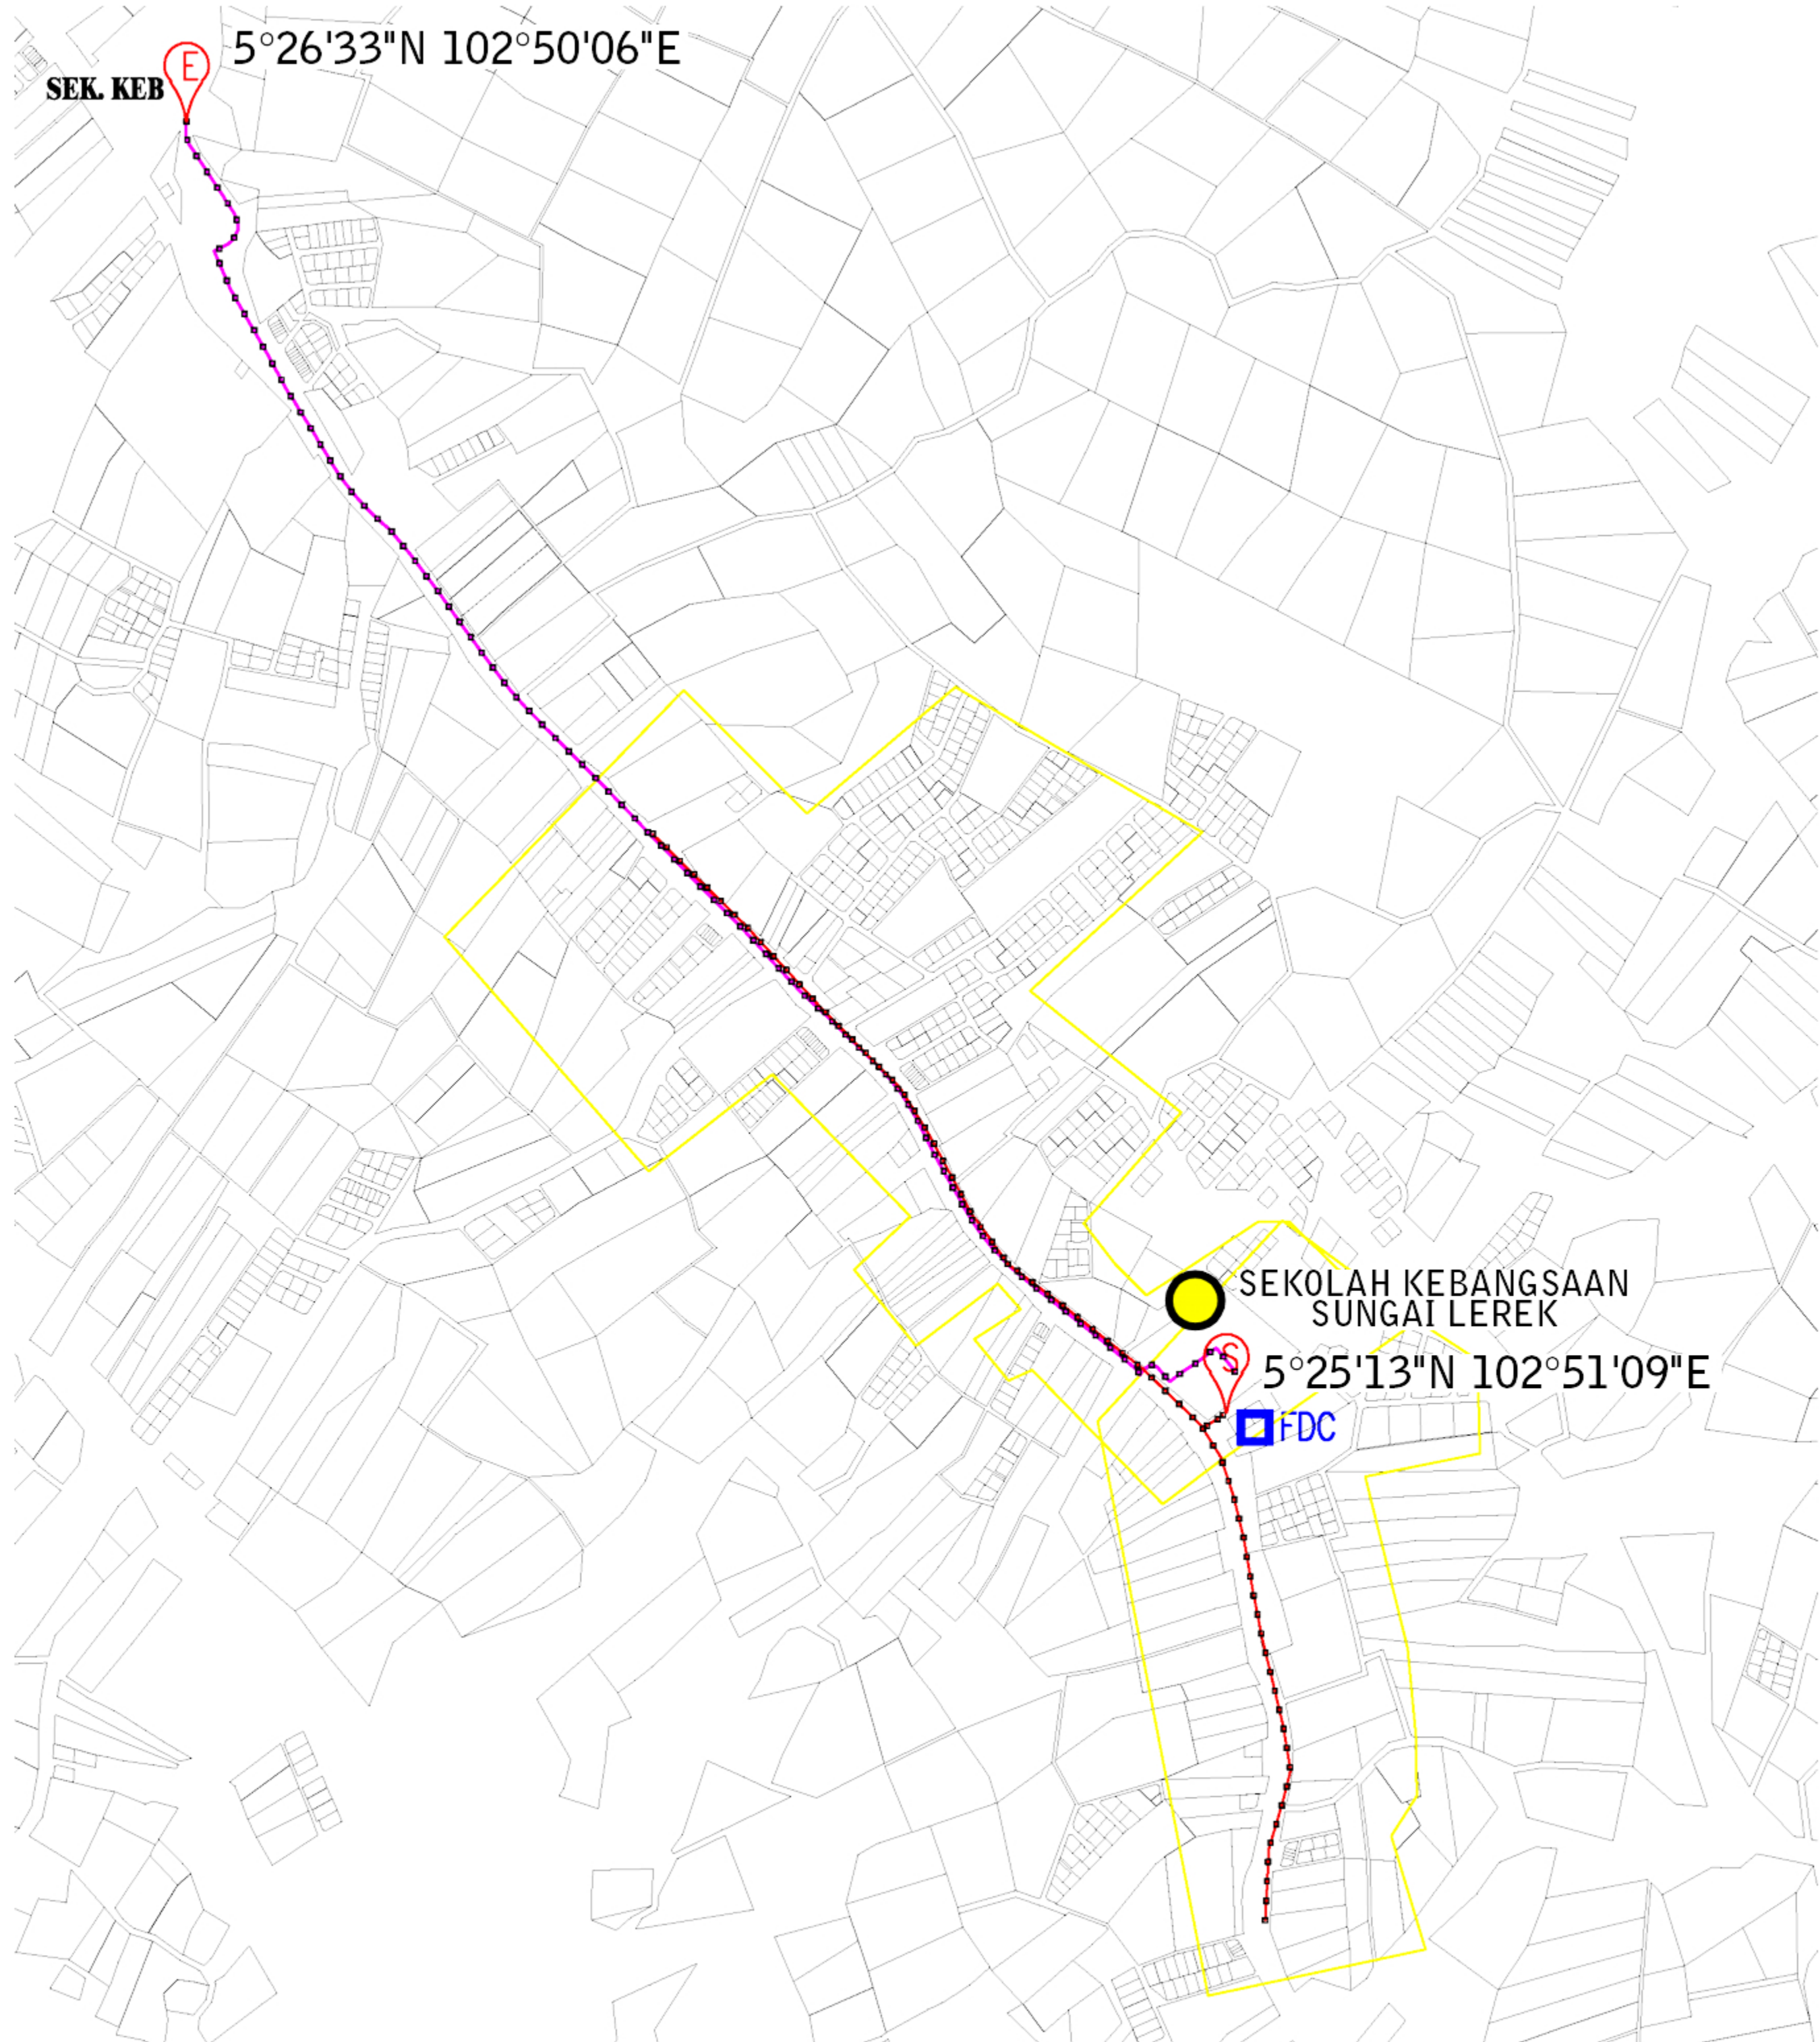 5°26'33"N 102°50'06"E
E
SEK. KEB
SEKOLAH KEBANGSAAN
SUNGAI LEREK
S
5°25'13"N 102°51'09"E
FDC